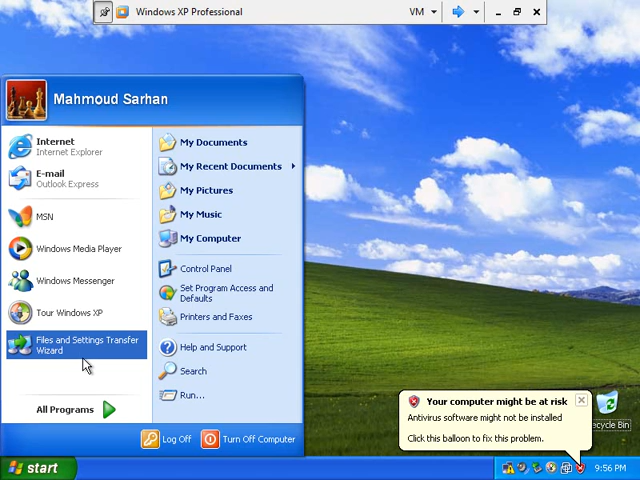 Windows XP Professional
VM
Mahmoud Sarhan
Internet
Internet Explorer
E-mail
Outlook Express
MSN
Windows Media Player
Windows Messenger
Tour Windows XP
Files and Settings Transfer
Wizard
All Programs
My Documents
My Recent Documents
My Pictures
My Music
My Computer
Control Panel
Set Program Access and
Defaults
Printers and Faxes
Help and Support
Search
Run...
Log Off
Turn Off Computer
Your computer might be at risk
Antivirus software might not be installed
Click this balloon to fix this problem.
ecycle Bin
start
9:56 PM